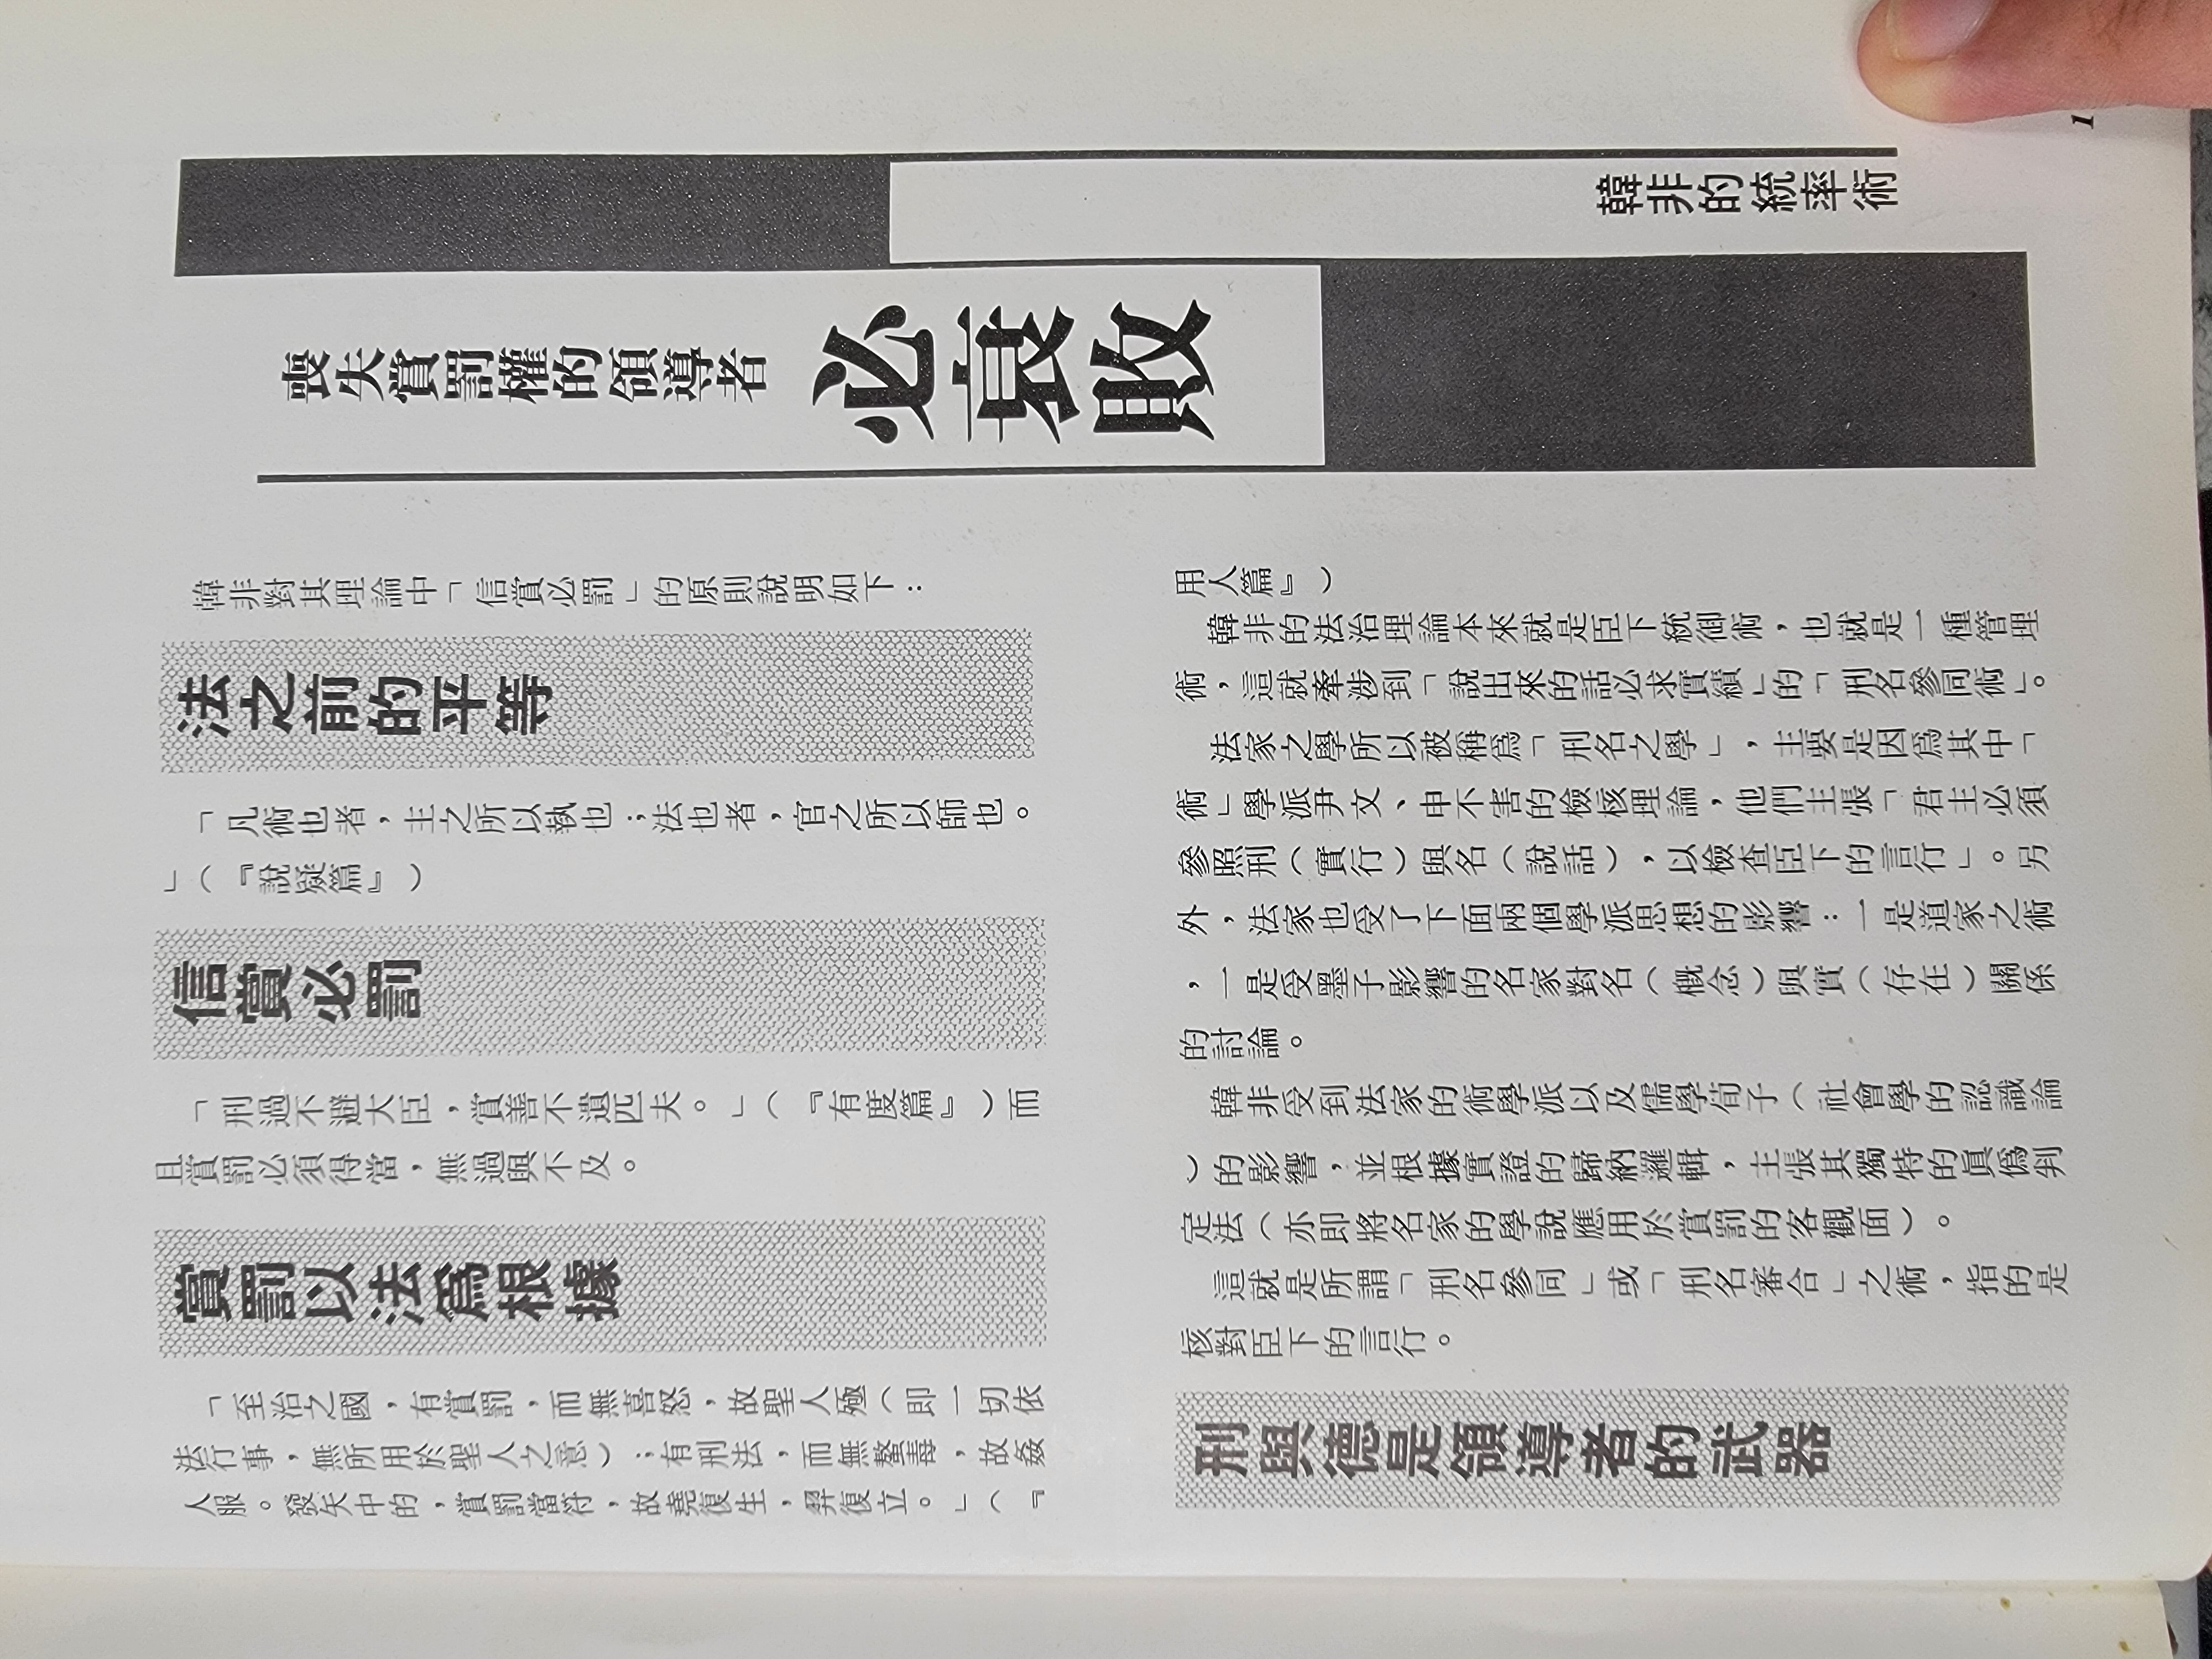 韓非的統率術
喪失賞罰權的領導者
必衰敗
韓非對其理論中「信賞必罰」的原則說明如下：
法之前的平等
「凡術也者，主之所以執也；法也者，官之所以師也。
」（『說疑篇』）
信賞必罰
「刑過不避大臣，賞善不遺匹夫。」（『有度篇』）而
且賞罰必須得當，無過與不及。
賞罰以法爲根據
「至治之國，有賞罰，而無喜怒，故聖人極（即一切依
法行事，無所用於聖人之意）；有刑法，而無螫毒，故姦
人服。發矢中的，賞罰當符，故堯復生，羿復立。」（『
用人篇』）
韓非的法治理論本來就是臣下統御術，也就是一種管理
術，這就牽涉到「說出來的話必求實績」的「刑名參同術」。
法家之學所以被稱爲「刑名之學」，主要是因爲其中「
術」學派尹文、申不害的檢核理論，他們主張「君主必須
參照刑（實行）與名（說話），以檢查臣下的言行」。另
外，法家也受了下面兩個學派思想的影響：一是道家之術
，一是受墨子影響的名家對名（概念）與實（存在）關係
的討論。
韓非受到法家的術學派以及儒學荀子（社會學的認識論
）的影響，並根據實證的歸納邏輯，主張其獨特的眞僞判
定法（亦即將名家的學說應用於賞罰的客觀面）。
這就是所謂「刑名參同」或「刑名審合」之術，指的是
核對臣下的言行。
刑與德是領導者的武器